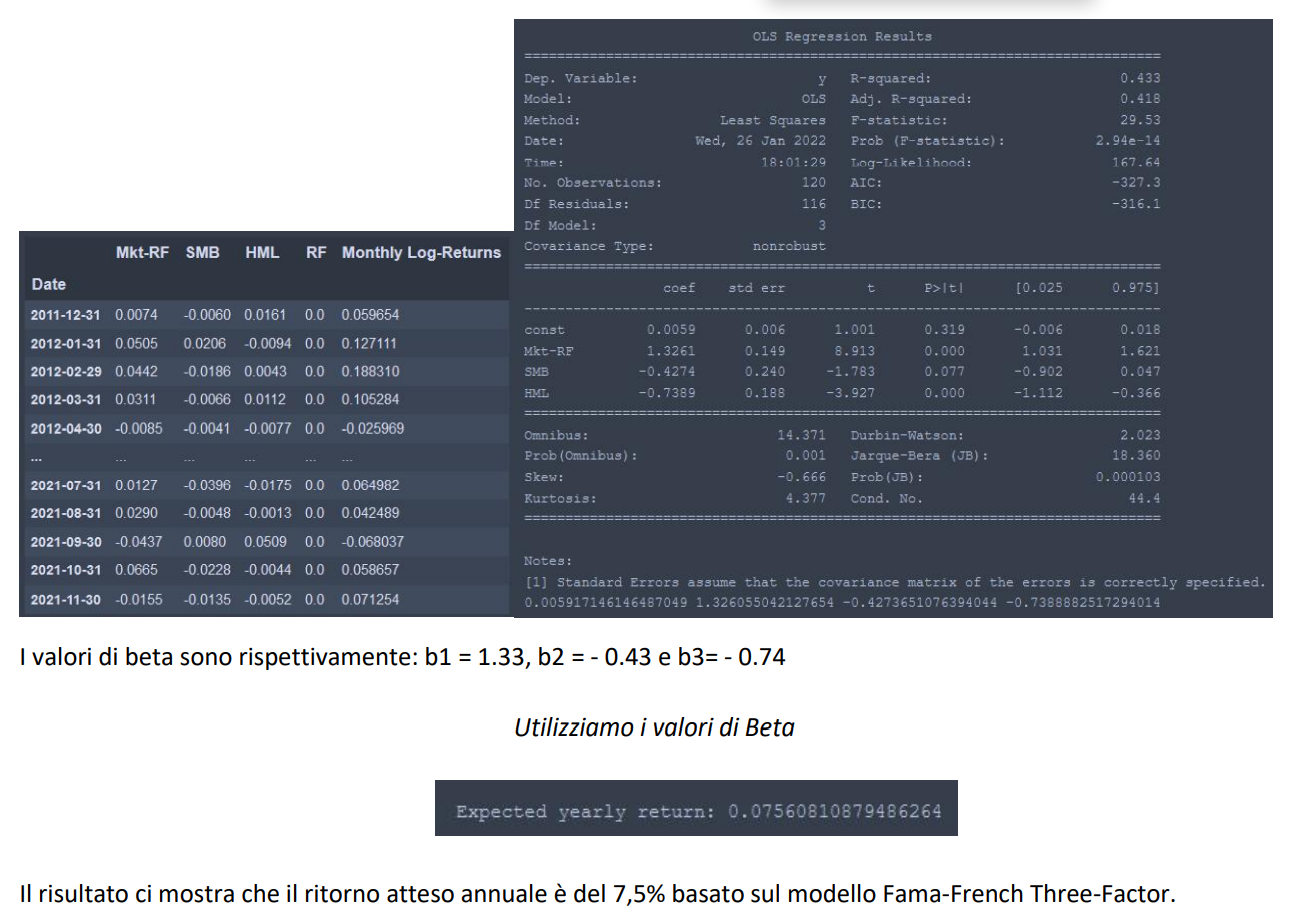 OLS Regression Results
Dep. Variable: y R-squared: 0.433
Model: OLS Adj. R-squared: 0.418
Method: Least Squares F-statistic: 29.53
Date: Wed, 26 Jan 2022 Prob (F-statistic): 2.94e-14
Time: 18:01:29 Log-Likelihood: 167.64
No. Observations: 120 AIC: -327.3
Df Residuals: 116 BIC: -316.1
Df Model: 3
Covariance Type: nonrobust
coef std err t P>|t| [0.025 0.975]
const 0.0059 0.006 1.001 0.319 -0.006 0.018
Mkt-RF 1.3261 0.149 8.913 0.000 1.031 1.621
SMB -0.4274 0.240 -1.783 0.077 -0.902 0.047
HML -0.7389 0.188 -3.927 0.000 -1.112 -0.366
Omnibus: 14.371 Durbin-Watson: 2.023
Prob(Omnibus): 0.001 Jarque-Bera (JB): 18.360
Skew: -0.666 Prob(JB): 0.000103
Kurtosis: 4.377 Cond. No. 44.4
Notes:
[1] Standard Errors assume that the covariance matrix of the errors is correctly specified.
0.005917146146487049 1.326055042127654 -0.4273651076394044 -0.7388882517294014
Mkt-RF SMB HML RF Monthly Log-Returns
Date
2011-12-31 0.0074 -0.0060 0.0161 0.0 0.059654
2012-01-31 0.0505 0.0206 -0.0094 0.0 0.127111
2012-02-29 0.0442 -0.0186 0.0043 0.0 0.188310
2012-03-31 0.0311 -0.0066 0.0112 0.0 0.105284
2012-04-30 -0.0085 -0.0041 -0.0077 0.0 -0.025969
... ... ... ... ... ...
2021-07-31 0.0127 -0.0396 -0.0175 0.0 0.064982
2021-08-31 0.0290 -0.0048 -0.0013 0.0 0.042489
2021-09-30 -0.0437 0.0080 0.0509 0.0 -0.068037
2021-10-31 0.0665 -0.0228 -0.0044 0.0 0.058657
2021-11-30 -0.0155 -0.0135 -0.0052 0.0 0.071254
I valori di beta sono rispettivamente: b1 = 1.33, b2 = - 0.43 e b3= - 0.74
Utilizziamo i valori di Beta
Expected yearly return: 0.07560810879486264
Il risultato ci mostra che il ritorno atteso annuale è del 7,5% basato sul modello Fama-French Three-Factor.